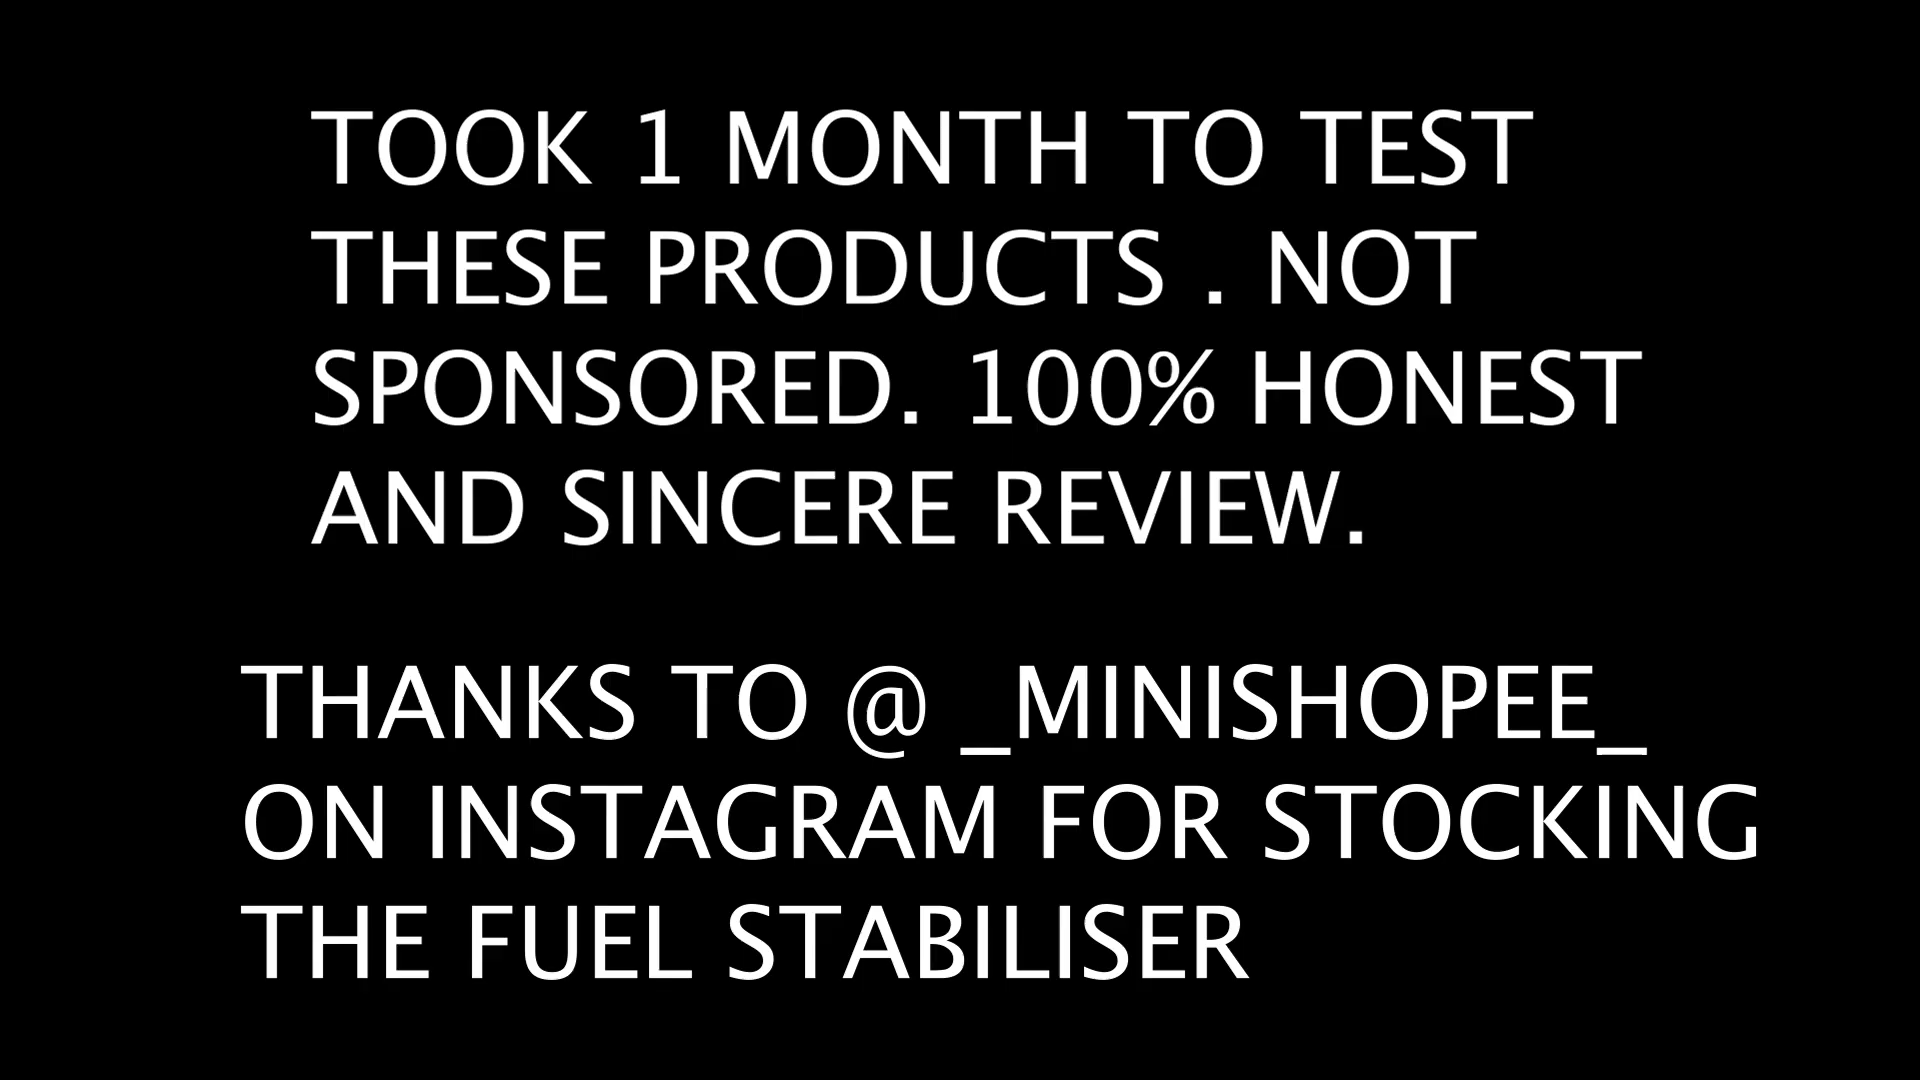 TOOK 1 MONTH TO TEST
THESE PRODUCTS . NOT
SPONSORED. 100% HONEST
AND SINCERE REVIEW.
THANKS TO @ _MINISHOPEE_
ON INSTAGRAM FOR STOCKING
THE FUEL STABILISER